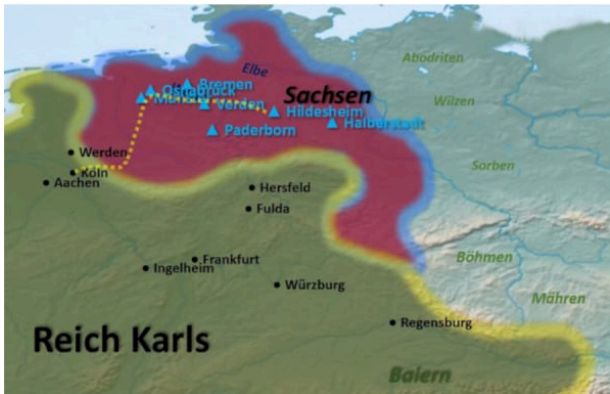 Abodriten
Elbe
Bremen
Osnabrück
Sachsen
Wilzen
Verden
Hildesheim
Halberstadt
Paderborn
Werden
Sorben
Köln
Aachen
Hersfeld
Fulda
Frankfurt
Ingelheim
Böhmen
Würzburg
Mähren
Regensburg
Reich Karls
Baiern